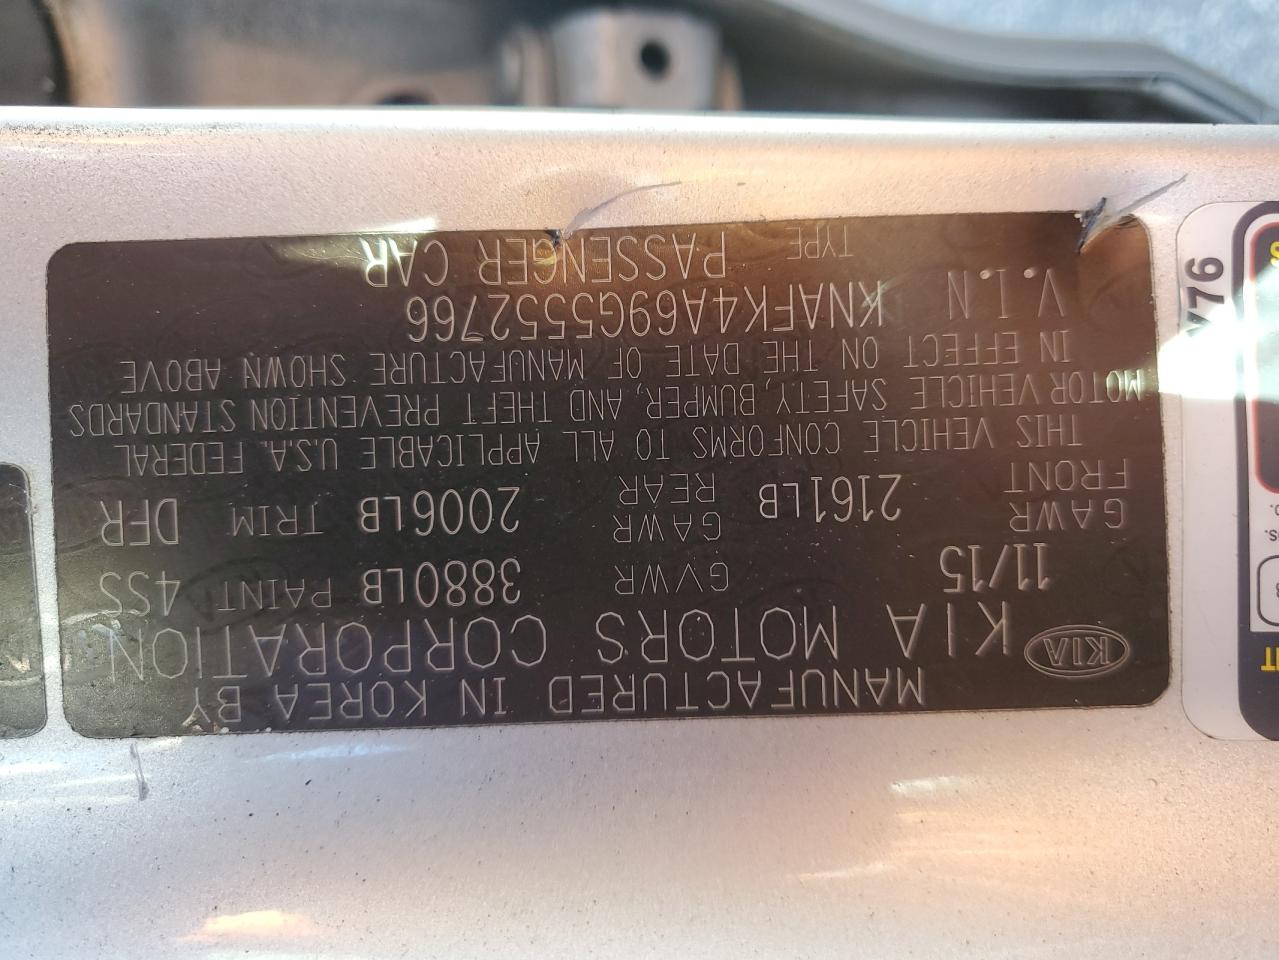 MANUFACTURED IN KOREA BY
KIA
KIA MOTORS CORPORATION
11/15 GVWR 3880LB PAINT 4SS
GAWR FRONT 2161LB GAWR REAR 2006LB TRIM DFR
THIS VEHICLE CONFORMS TO ALL APPLICABLE U.S.A. FEDERAL
MOTOR VEHICLE SAFETY, BUMPER, AND THEFT PREVENTION STANDARDS
IN EFFECT ON THE DATE OF MANUFACTURE SHOWN ABOVE
V.I.N KNAFK4A69G5552766
TYPE PASSENGER CAR